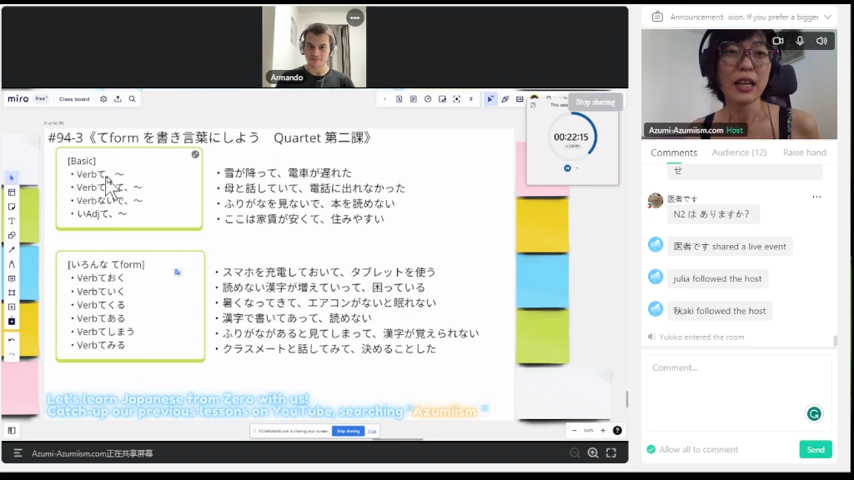 Announcement: ision. If you prefer a bigger
Armando
Azumi-Azumiism.com Host
miro
free
Class board
Stop sharing
00:22:15
#94-3《てform を書き言葉にしよう Quartet 第二課》
[Basic]
・Verbて、〜
・Verbないで、〜
・いAdjて、〜
・雪が降って、電車が遅れた
・母と話していて、電話に出れなかった
・ふりがなを見ないで、本を読めない
・ここは家賃が安くて、住みやすい
[いろんな てform]
・Verbておく
・Verbていく
・Verbてくる
・Verbてある
・Verbてしまう
・Verbてみる
・スマホを充電しておいて、タブレットを使う
・読めない漢字が増えていって、困っている
・暑くなってきて、エアコンがないと眠れない
・漢字で書いてあって、読めない
・ふりがながあると見てしまって、漢字が覚えられない
・クラスメートと話してみて、決めることした
Let's learn Japanese from Zero with us!
Catch-up our previous lessons on YouTube, searching "Azumiism "
Stop sharing
Azumi-Azumiism.com正在共享屏幕
Comments
Audience (12)
Raise hand
せ
医者です
N2 は ありますか?
医者です shared a live event
julia followed the host
秋aki followed the host
Yukiko entered the room
Comment...
Allow all to comment
Send